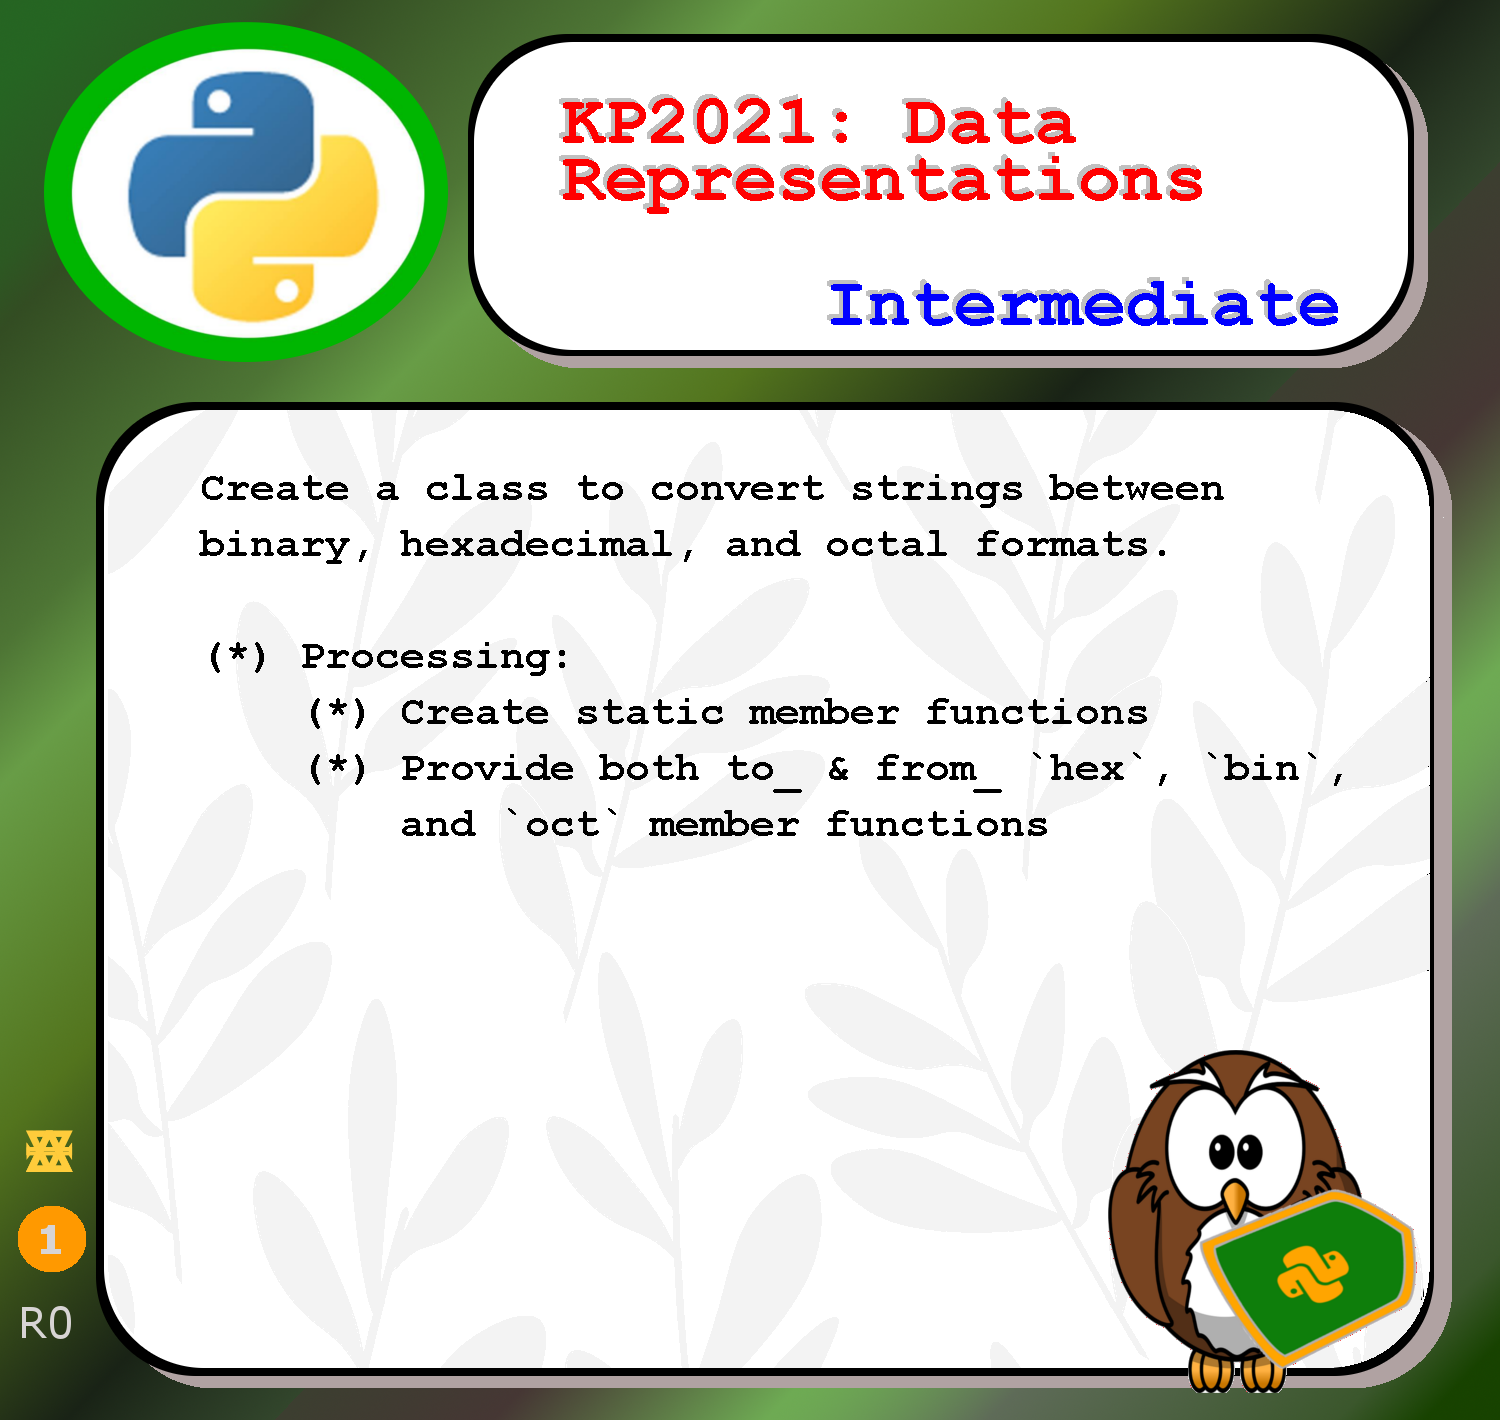 KP2021: Data
Representations
Intermediate
Create a class to convert strings between
binary, hexadecimal, and octal formats.
(*) Processing:
(*) Create static member functions
(*) Provide both to_ & from_ `hex`, `bin`,
and `oct` member functions
1
R0